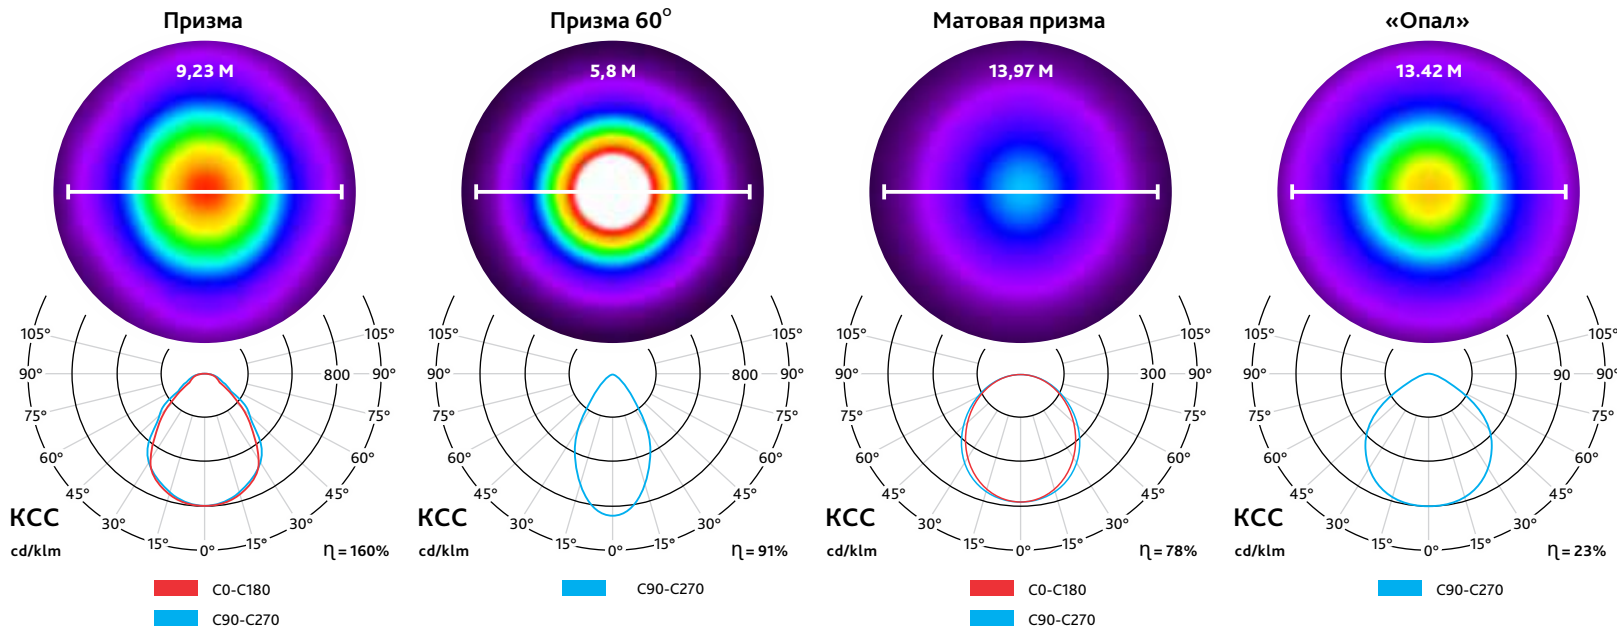 Призма
9,23 М
105° 105°
90° 800 90°
75° 75°
60° 60°
45° 45°
30° 30°
15° 0° 15°
КСС
cd/klm
η = 160%
C0-C180
C90-C270
Призма 60°
5,8 М
105° 105°
90° 800 90°
75° 75°
60° 60°
45° 45°
30° 30°
15° 0° 15°
КСС
cd/klm
η = 91%
C90-C270
Матовая призма
13,97 М
105° 105°
90° 300 90°
75° 75°
60° 60°
45° 45°
30° 30°
15° 0° 15°
КСС
cd/klm
η = 78%
C0-C180
C90-C270
«Опал»
13.42 М
105° 105°
90° 90 90°
75° 75°
60° 60°
45° 45°
30° 30°
15° 0° 15°
КСС
cd/klm
η = 23%
C90-C270